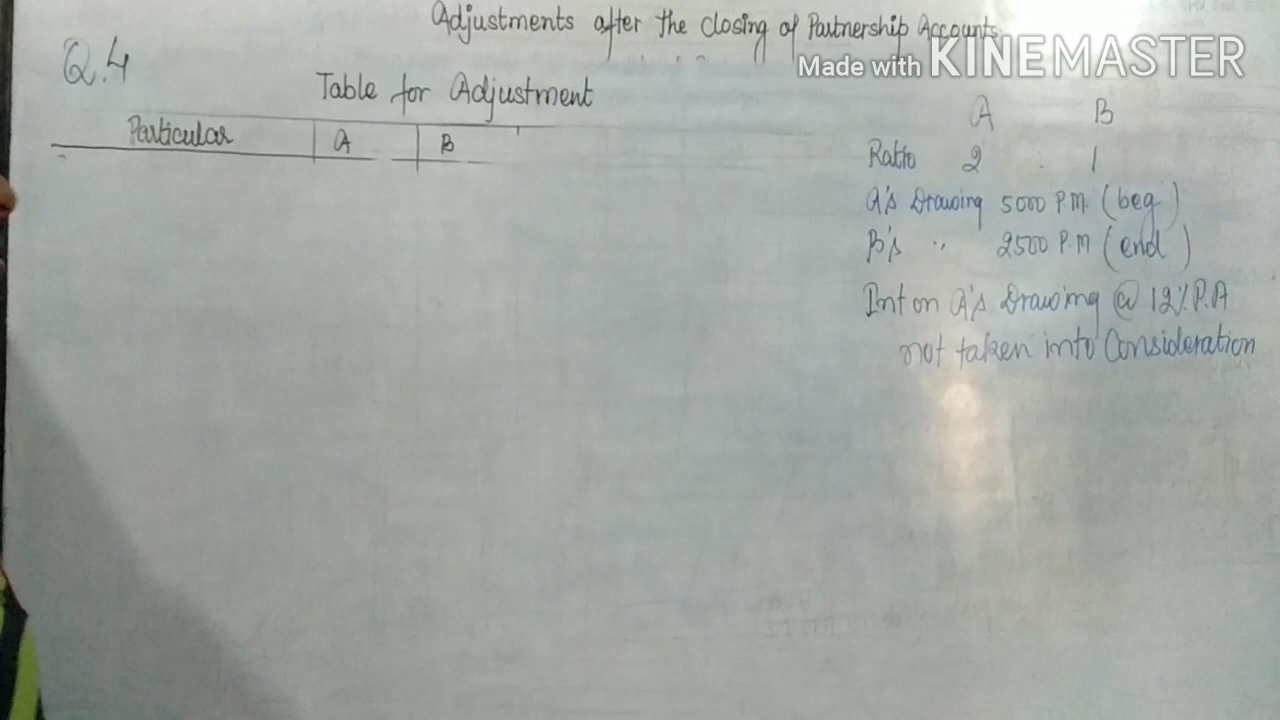 Adjustments after the closing of Partnership Accounts
Made with KINEMASTER
Q.4
Table for Adjustment
Particular A B
A B
Ratio 2 1
A's Drawing 5000 P.M. (beg)
B's " 2500 P.M (end)
Int on A's Drawing @ 12% P.A
not taken into Consideration